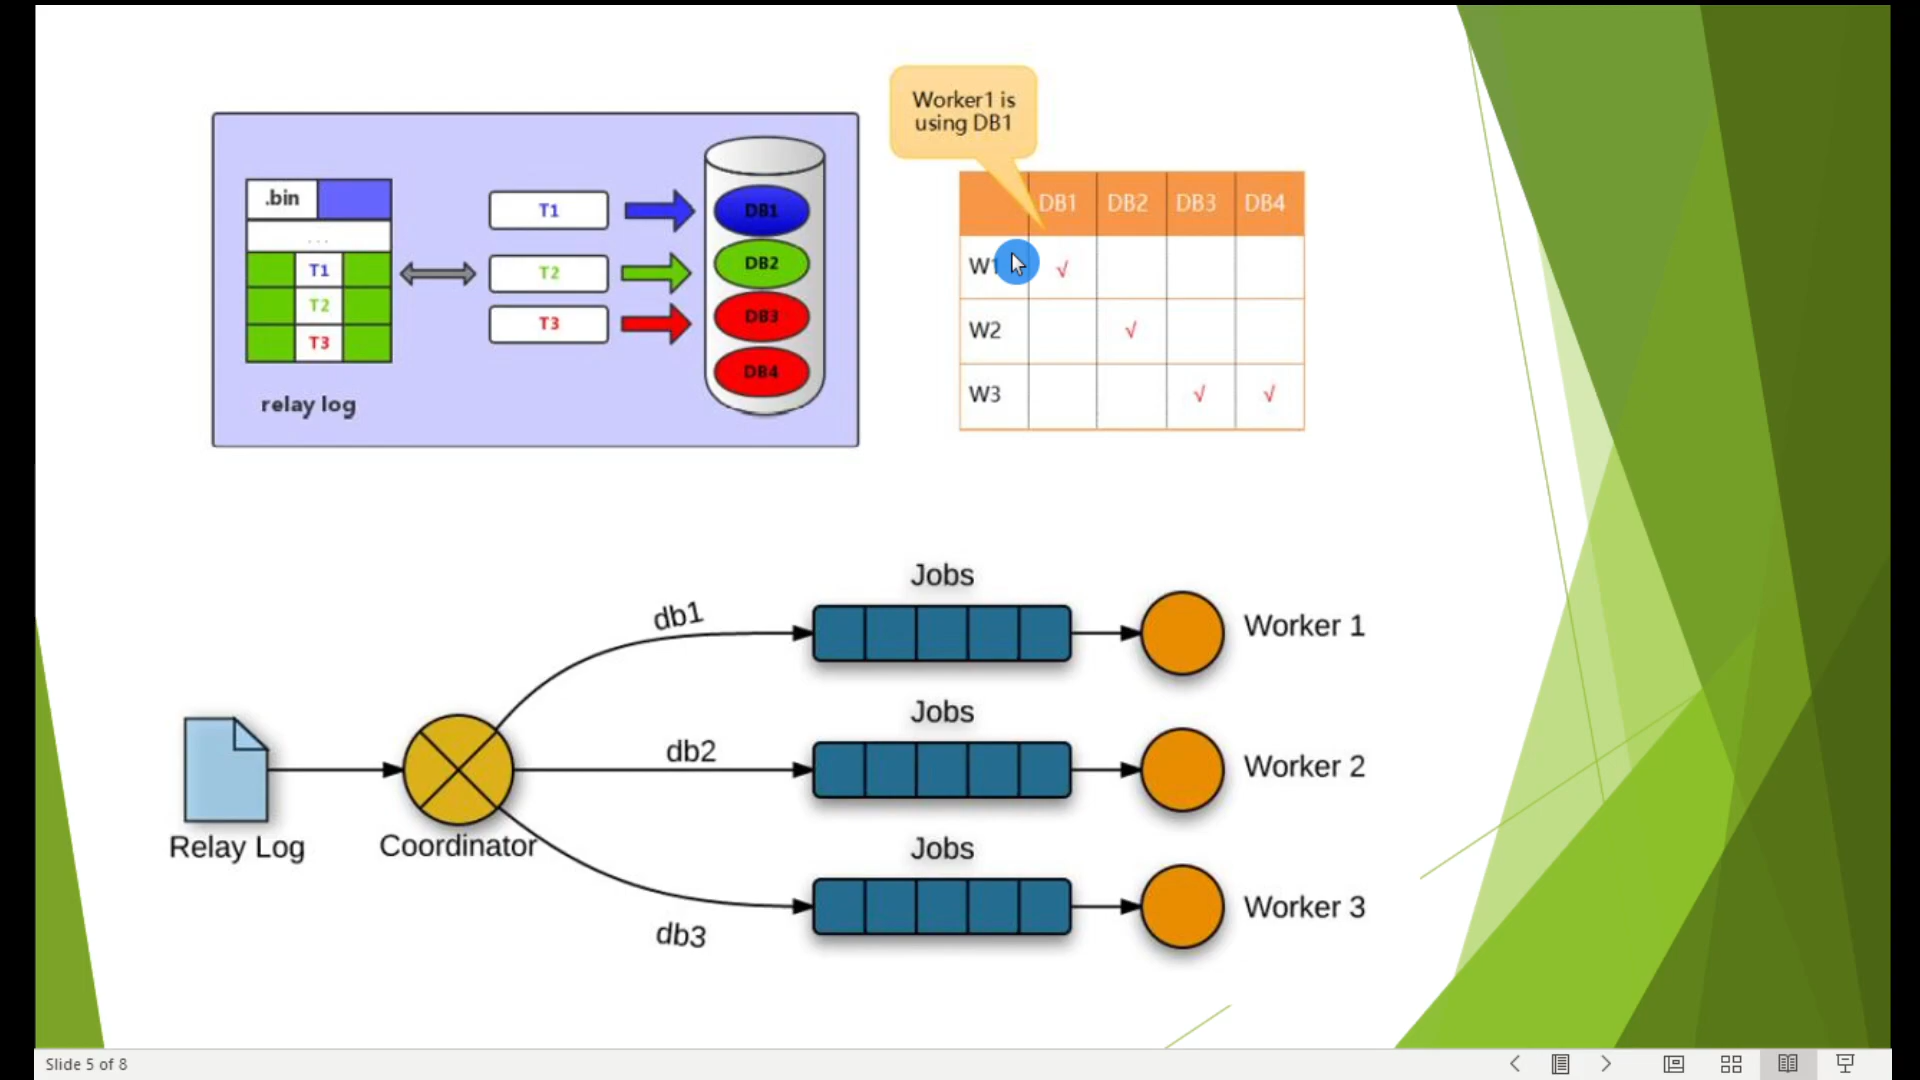 Worker1 is
using DB1
.bin
...
T1
T2
T3
relay log
T1
T2
T3
DB1
DB2
DB3
DB4
DB1 DB2 DB3 DB4
W1 √
W2 √
W3 √ √
Jobs
db1
Worker 1
Jobs
db2
Worker 2
Relay Log
Coordinator
Jobs
db3
Worker 3
Slide 5 of 8